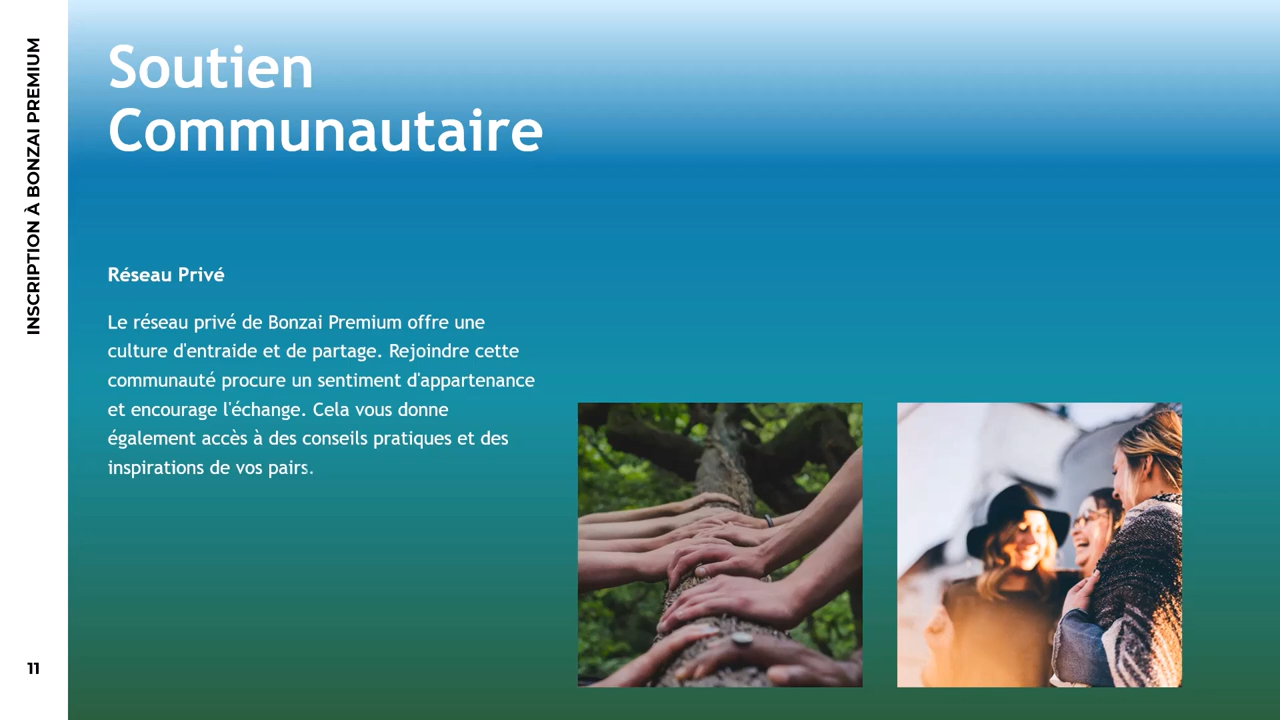 INSCRIPTION À BONZAI PREMIUM
Soutien
Communautaire
Réseau Privé
Le réseau privé de Bonzai Premium offre une
culture d'entraide et de partage. Rejoindre cette
communauté procure un sentiment d'appartenance
et encourage l'échange. Cela vous donne
également accès à des conseils pratiques et des
inspirations de vos pairs.
11